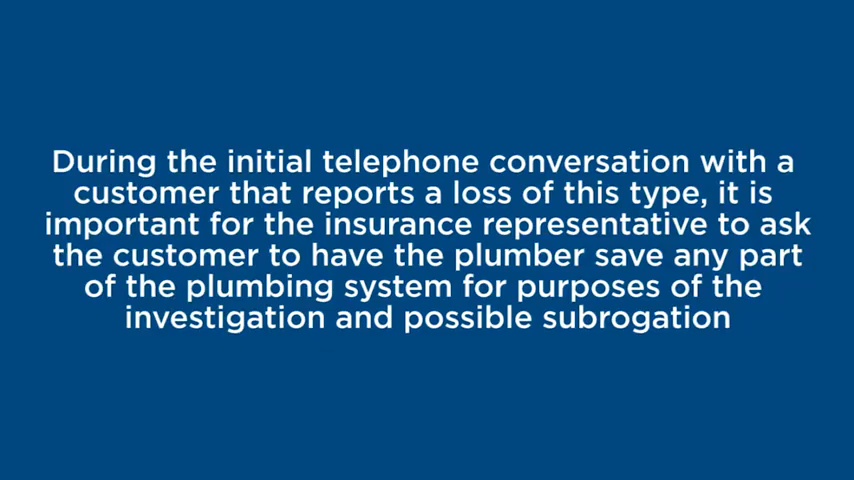 During the initial telephone conversation with a
customer that reports a loss of this type, it is
important for the insurance representative to ask
the customer to have the plumber save any part
of the plumbing system for purposes of the
investigation and possible subrogation